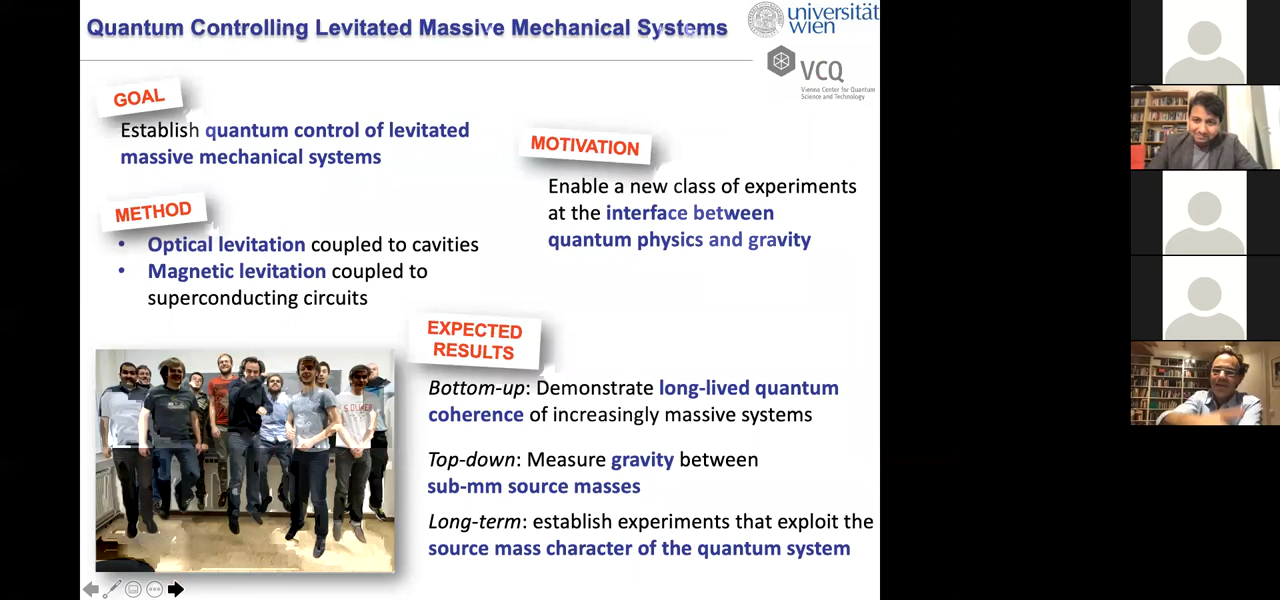 Quantum Controlling Levitated Massive Mechanical Systems
universität
wien
VCQ
Vienna Center for Quantum
Science and Technology
GOAL
Establish quantum control of levitated
massive mechanical systems
MOTIVATION
Enable a new class of experiments
at the interface between
quantum physics and gravity
METHOD
• Optical levitation coupled to cavities
• Magnetic levitation coupled to
superconducting circuits
EXPECTED
RESULTS
Bottom-up: Demonstrate long-lived quantum
coherence of increasingly massive systems
Top-down: Measure gravity between
sub-mm source masses
Long-term: establish experiments that exploit the
source mass character of the quantum system